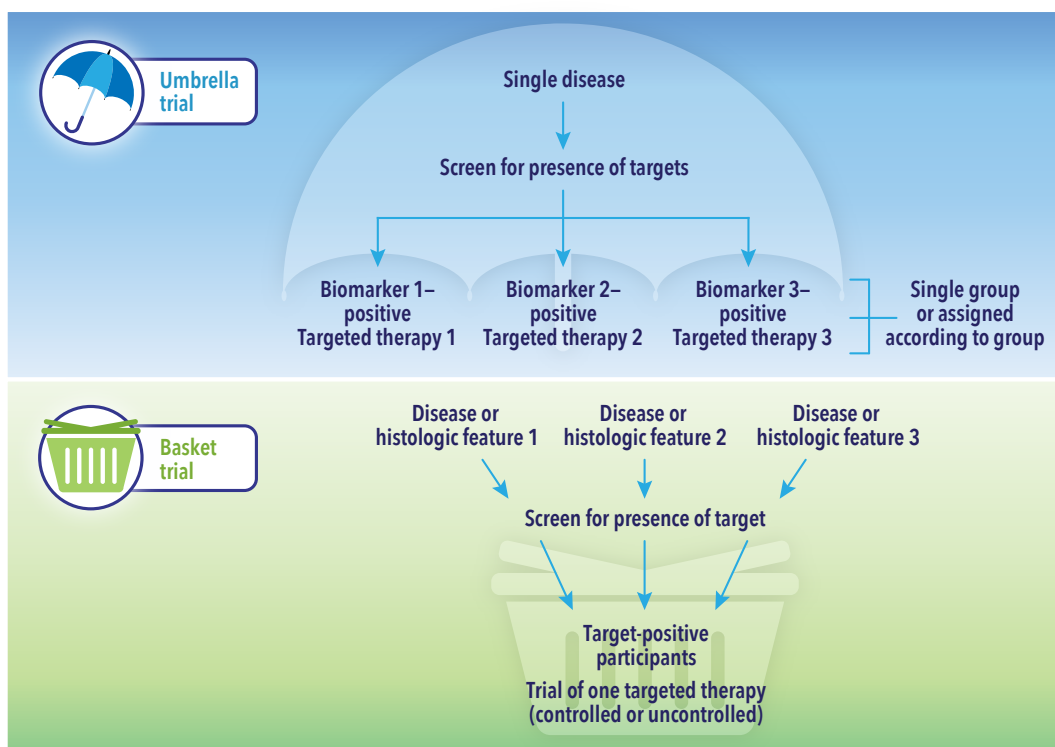 Umbrella
trial
Single disease
Screen for presence of targets
Biomarker 1–
positive
Targeted therapy 1
Biomarker 2–
positive
Targeted therapy 2
Biomarker 3–
positive
Targeted therapy 3
Single group
or assigned
according to group
Basket
trial
Disease or
histologic feature 1
Disease or
histologic feature 2
Disease or
histologic feature 3
Screen for presence of target
Target-positive
participants
Trial of one targeted therapy
(controlled or uncontrolled)